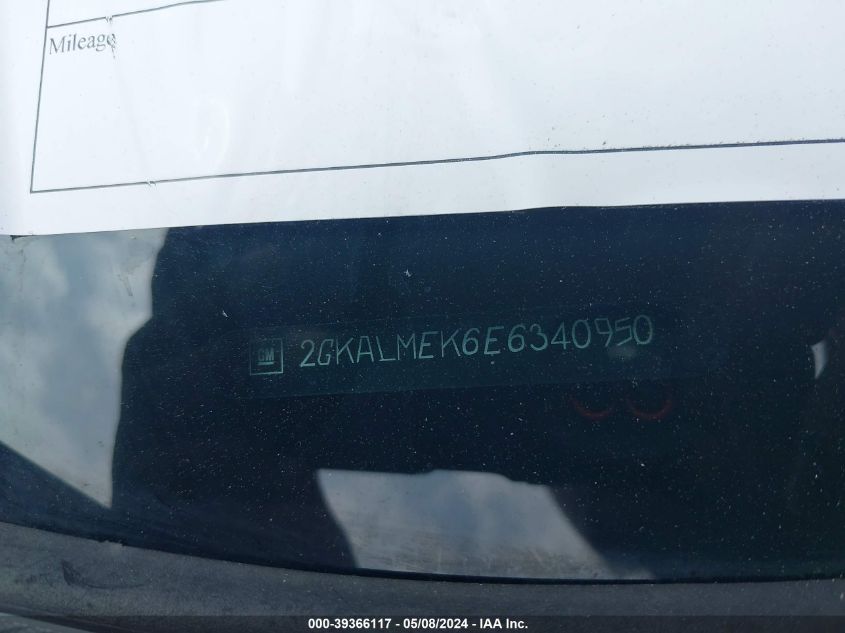 Mileage
GM 2GKALMEK6E6340950
000-39366117 - 05/08/2024 - IAA Inc.